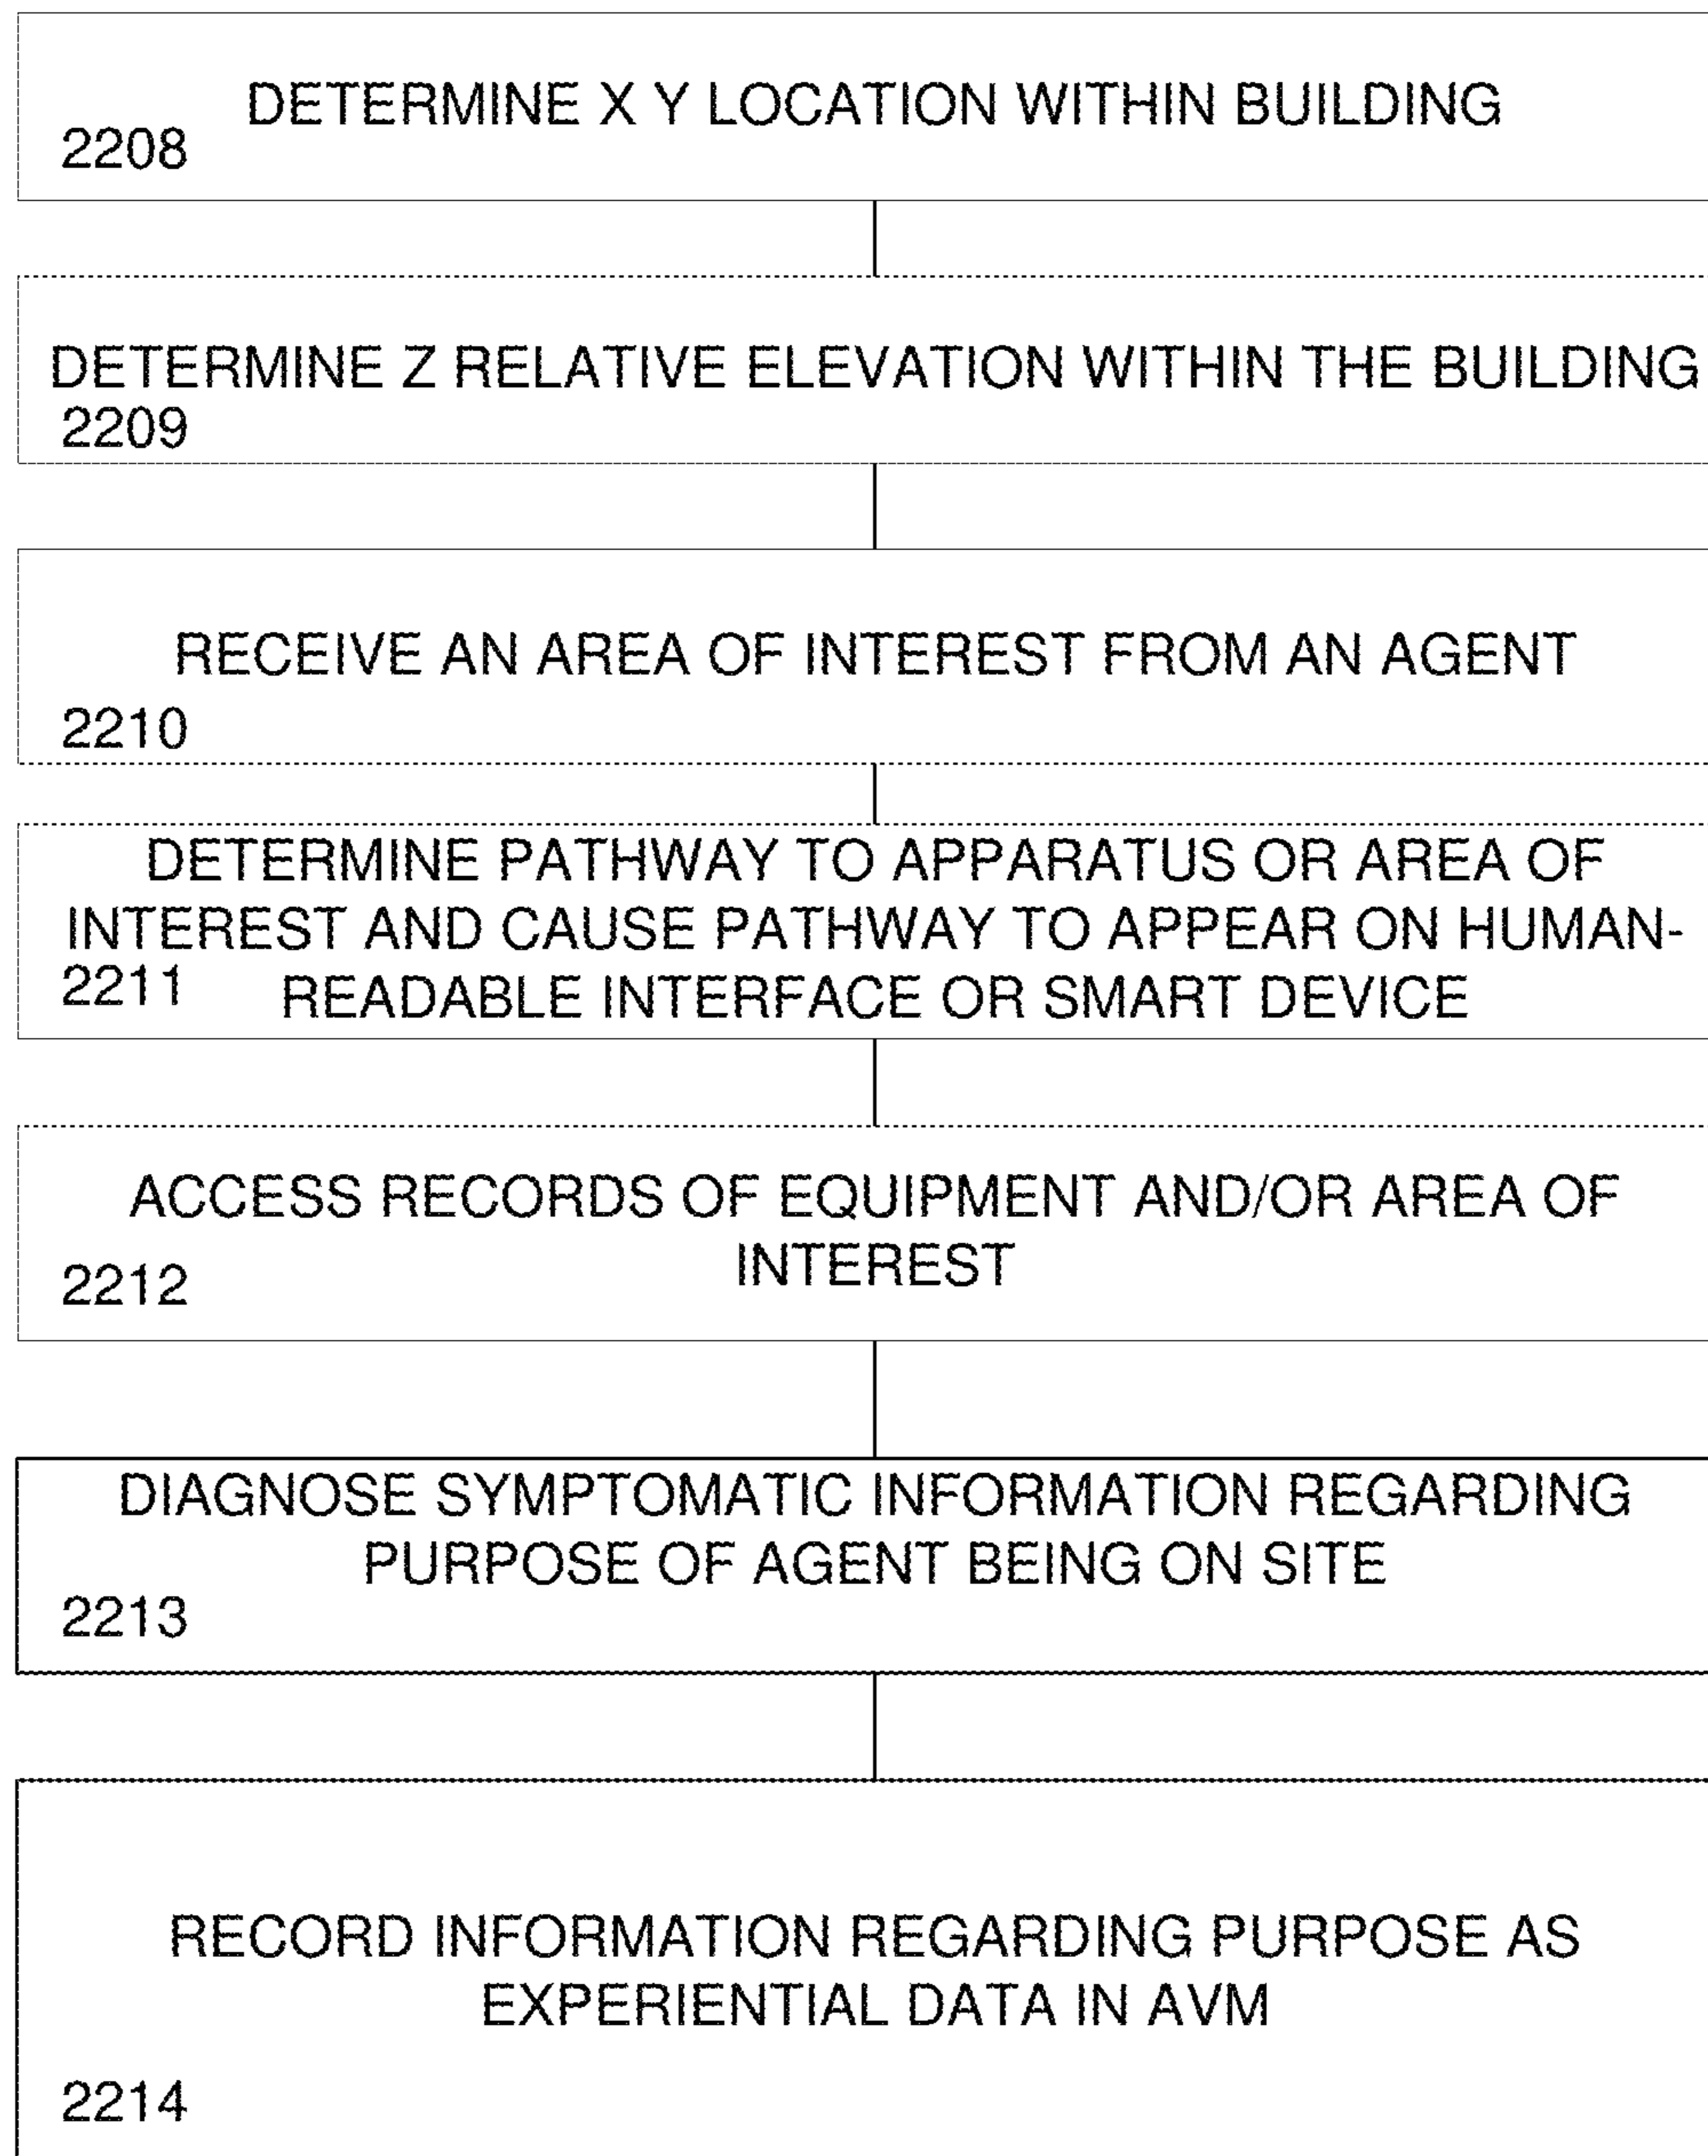 DETERMINE X Y LOCATION WITHIN BUILDING
2208
DETERMINE Z RELATIVE ELEVATION WITHIN THE BUILDING
2209
RECEIVE AN AREA OF INTEREST FROM AN AGENT
2210
DETERMINE PATHWAY TO APPARATUS OR AREA OF
INTEREST AND CAUSE PATHWAY TO APPEAR ON HUMAN-
2211 READABLE INTERFACE OR SMART DEVICE
ACCESS RECORDS OF EQUIPMENT AND/OR AREA OF
INTEREST
2212
DIAGNOSE SYMPTOMATIC INFORMATION REGARDING
PURPOSE OF AGENT BEING ON SITE
2213
RECORD INFORMATION REGARDING PURPOSE AS
EXPERIENTIAL DATA IN AVM
2214